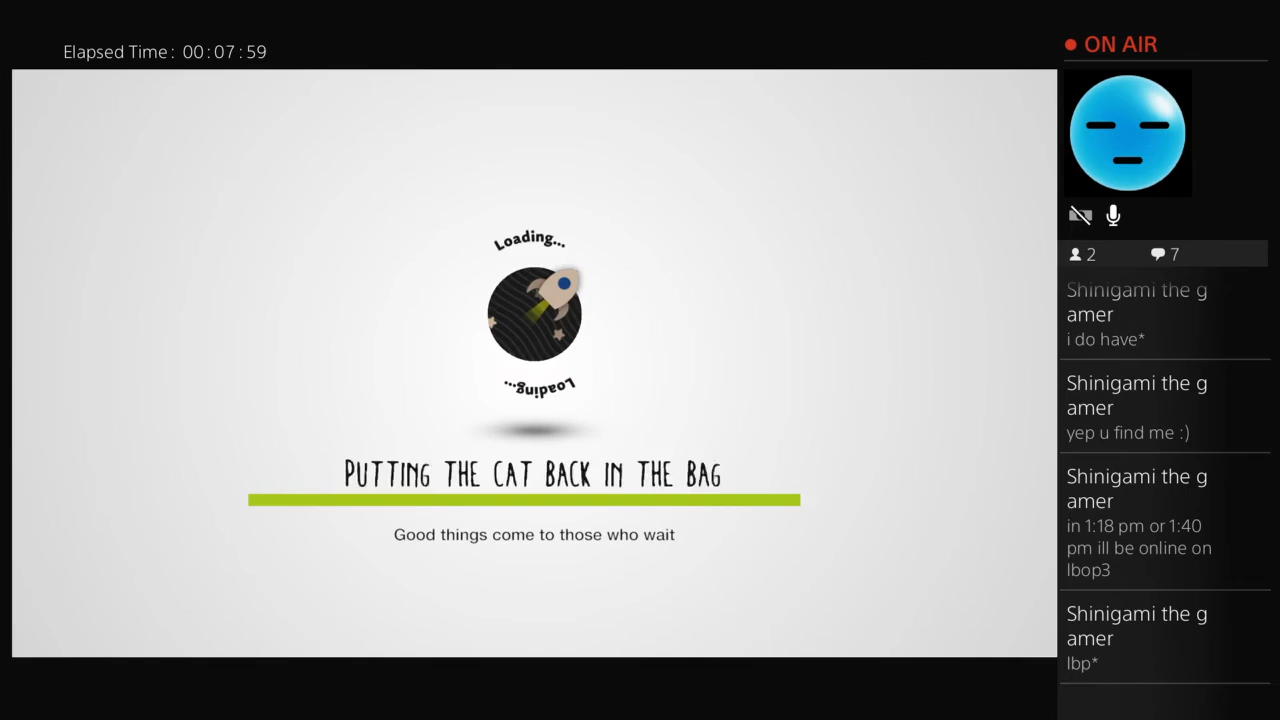 Elapsed Time: 00:07:59
ON AIR
Loading...
Loading...
PUTTING THE CAT BACK IN THE BAG
Good things come to those who wait
2 7
Shinigami the g
amer
i do have*
Shinigami the g
amer
yep u find me :)
Shinigami the g
amer
in 1:18 pm or 1:40
pm ill be online on
lbop3
Shinigami the g
amer
lbp*